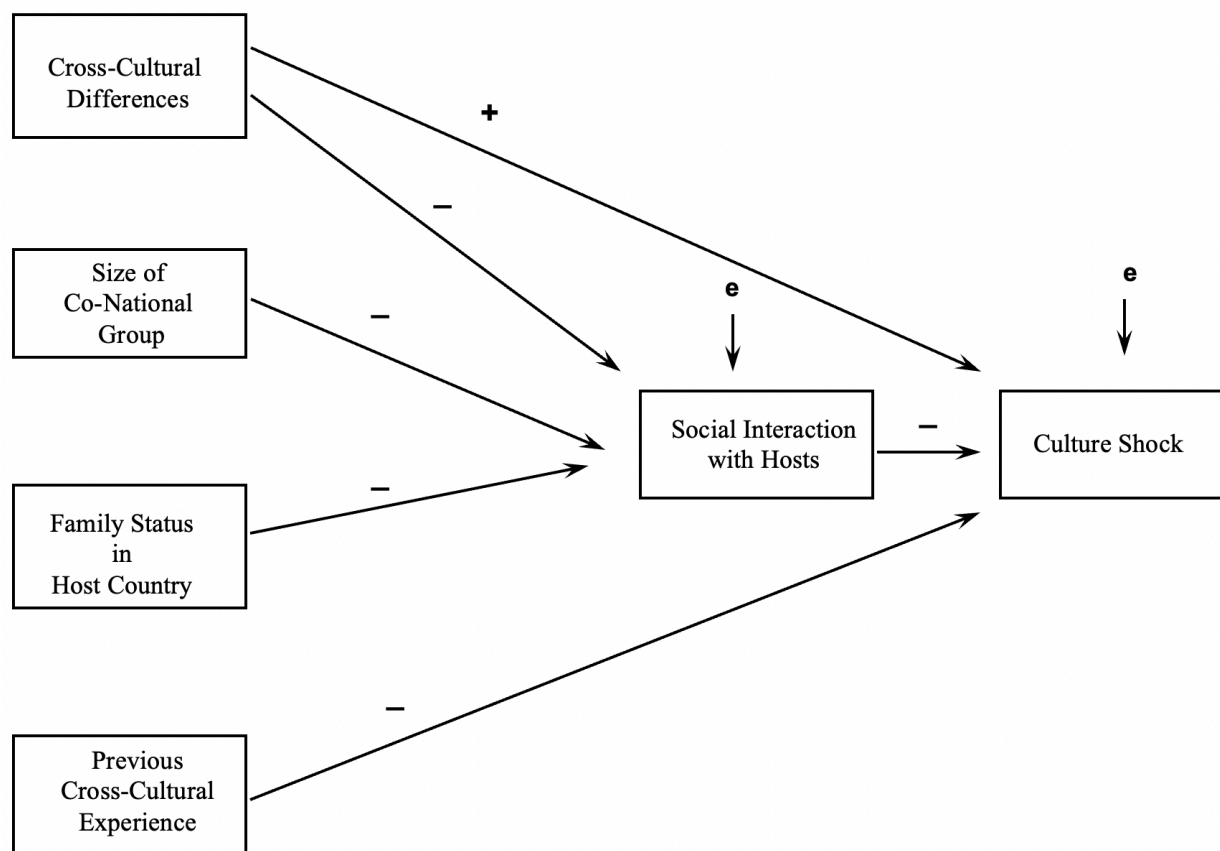 Cross-Cultural
Differences
+
–
Size of
Co-National
Group
–
e
e
Social Interaction
with Hosts
–
Culture Shock
Family Status
in
Host Country
–
–
Previous
Cross-Cultural
Experience